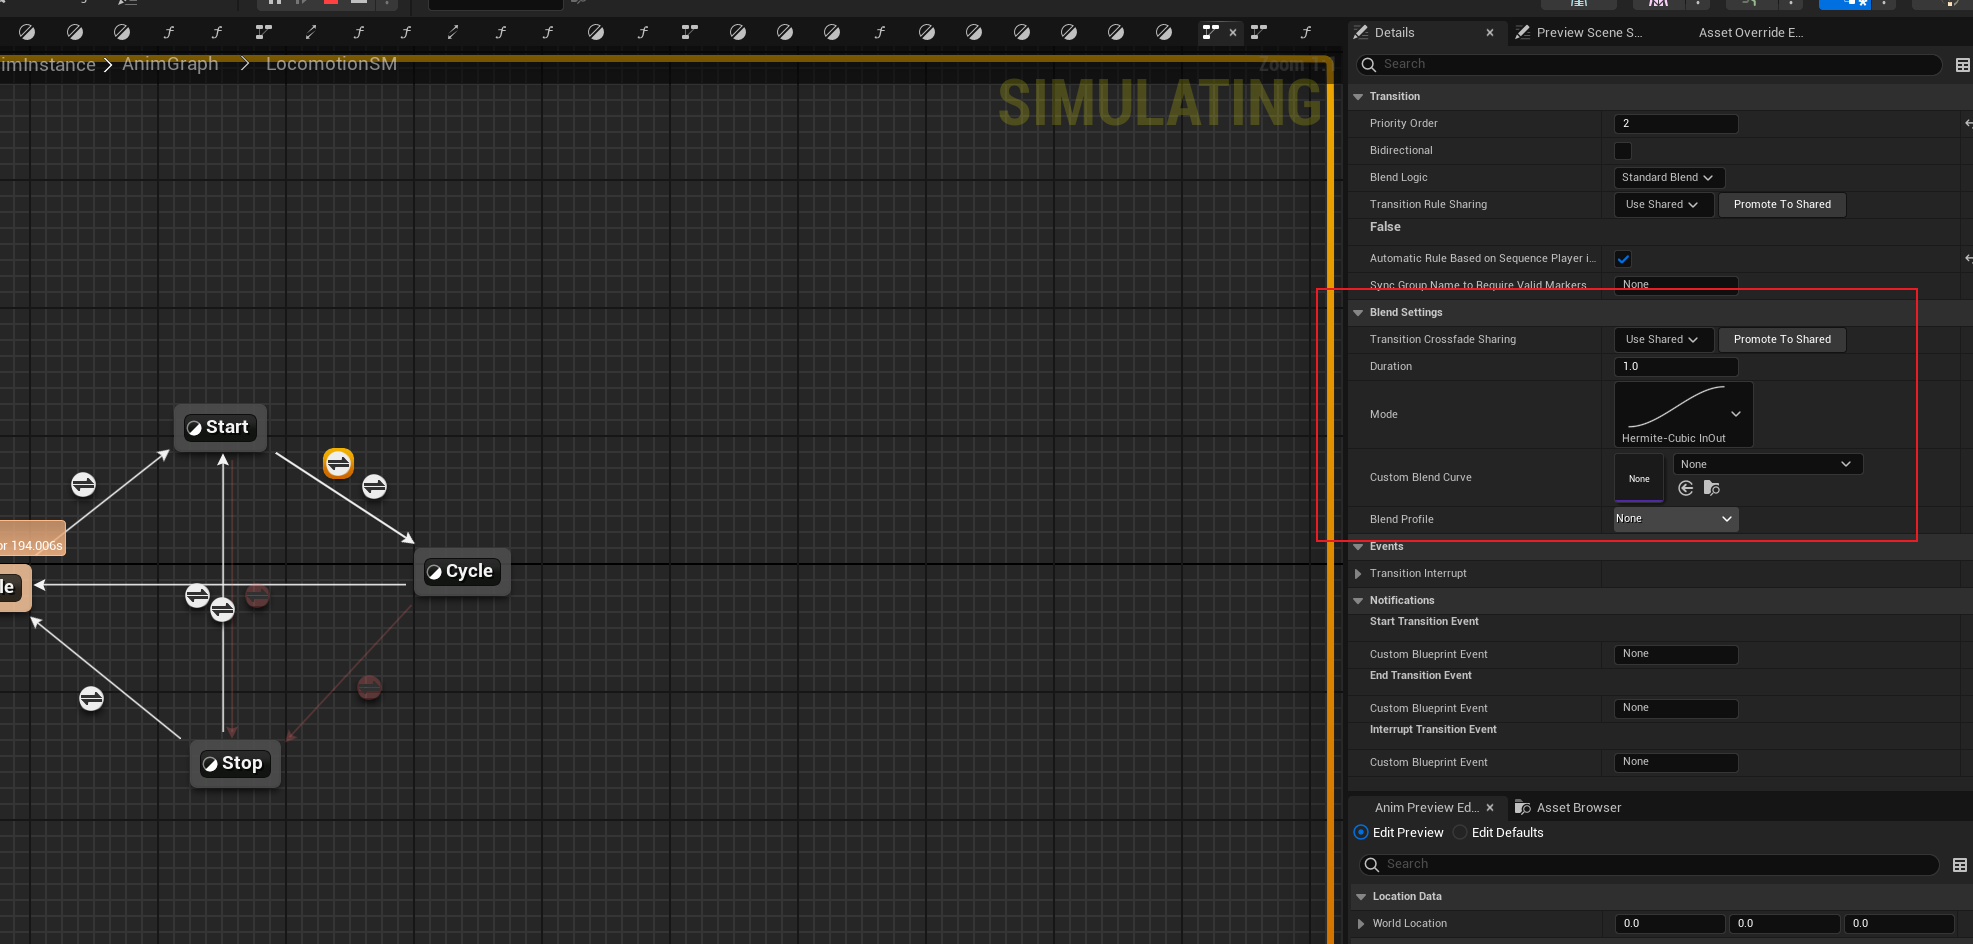 imInstance > AnimGraph > LocomotionSM
Zoom 1:1
SIMULATING
Start
or 194.006s
le
Cycle
Stop
Details
Preview Scene S...
Asset Override E...
Search
Transition
Priority Order
2
Bidirectional
Blend Logic
Standard Blend
Transition Rule Sharing
Use Shared
Promote To Shared
False
Automatic Rule Based on Sequence Player i...
Sync Group Name to Require Valid Markers
None
Blend Settings
Transition Crossfade Sharing
Use Shared
Promote To Shared
Duration
1.0
Mode
Hermite-Cubic InOut
Custom Blend Curve
None
None
Blend Profile
None
Events
Transition Interrupt
Notifications
Start Transition Event
Custom Blueprint Event
None
End Transition Event
Custom Blueprint Event
None
Interrupt Transition Event
Custom Blueprint Event
None
Anim Preview Ed...
Asset Browser
Edit Preview
Edit Defaults
Search
Location Data
World Location
0.0
0.0
0.0